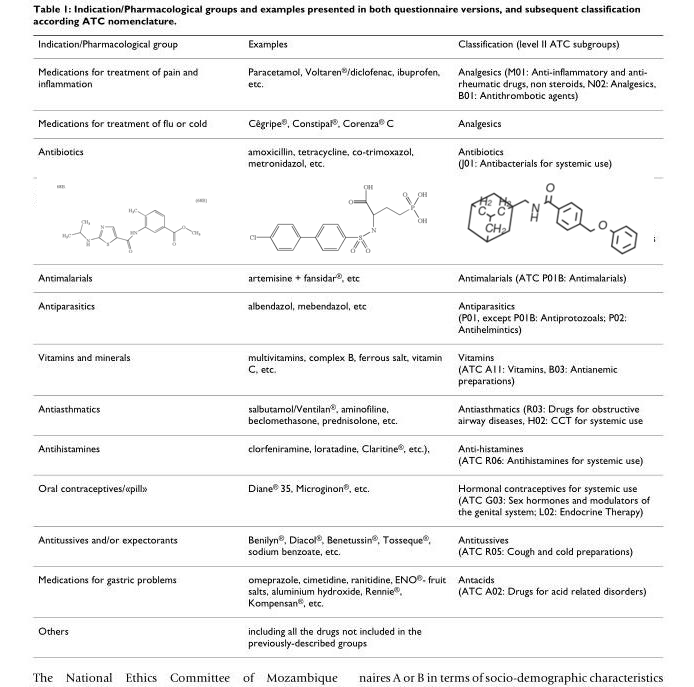 Table 1: Indication/Pharmacological groups and examples presented in both questionnaire versions, and subsequent classification
according ATC nomenclature.
Indication/Pharmacological group Examples Classification (level II ATC subgroups)
Medications for treatment of pain and Paracetamol, Voltaren®/diclofenac, ibuprofen, Analgesics (M01: Anti-inflammatory and anti-
inflammation etc. rheumatic drugs, non steroids, N02: Analgesics,
B01: Antithrombotic agents)
Medications for treatment of flu or cold Cêgripe®, Constipal®, Corenza® C Analgesics
Antibiotics amoxicillin, tetracycline, co-trimoxazol, Antibiotics
metronidazol, etc. (J01: Antibacterials for systemic use)
H₃C CH₃ N S N H HN O H₃C O O CH₃
Cl O OH P O OH OH N S O O
H₂ H₂ C C CH₂ N H O O
;
Antimalarials artemisine + fansidar®, etc Antimalarials (ATC P01B: Antimalarials)
Antiparasitics albendazol, mebendazol, etc Antiparasitics
(P01, except P01B: Antiprotozoals; P02:
Antihelmintics)
Vitamins and minerals multivitamins, complex B, ferrous salt, vitamin Vitamins
C, etc. (ATC A11: Vitamins, B03: Antianemic
preparations)
Antiasthmatics salbutamol/Ventilan®, aminofiline, Antiasthmatics (R03: Drugs for obstructive
beclomethasone, prednisolone, etc. airway diseases, H02: CCT for systemic use
Antihistamines clorfeniramine, loratadine, Claritine®, etc.), Anti-histamines
(ATC R06: Antihistamines for systemic use)
Oral contraceptives/«pill» Diane® 35, Microginon®, etc. Hormonal contraceptives for systemic use
(ATC G03: Sex hormones and modulators of
the genital system; L02: Endocrine Therapy)
Antitussives and/or expectorants Benilyn®, Diacol®, Benetussin®, Tosseque®, Antitussives
sodium benzoate, etc. (ATC R05: Cough and cold preparations)
Medications for gastric problems omeprazole, cimetidine, ranitidine, ENO®- fruit Antacids
salts, aluminium hydroxide, Rennie®, (ATC A02: Drugs for acid related disorders)
Kompensan®, etc.
Others including all the drugs not included in the
previously-described groups
The National Ethics Committee of Mozambique naires A or B in terms of socio-demographic characteristics